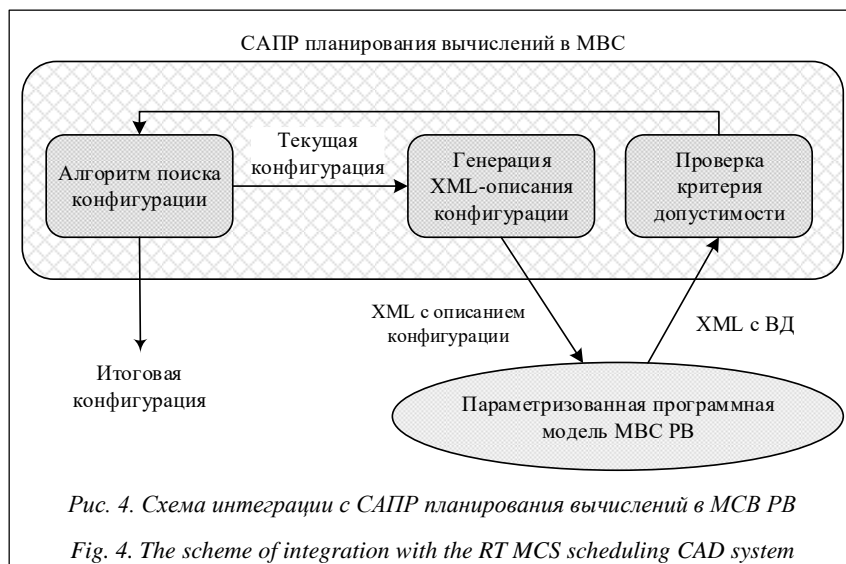 САПР планирования вычислений в МВС
Алгоритм поиска
конфигурации
Текущая
конфигурация
Генерация
XML-описания
конфигурации
Проверка
критерия
допустимости
XML с описанием
конфигурации
XML с ВД
Итоговая
конфигурация
Параметризованная программная
модель МВС РВ
Рис. 4. Схема интеграции с САПР планирования вычислений в МСВ РВ
Fig. 4. The scheme of integration with the RT MCS scheduling CAD system